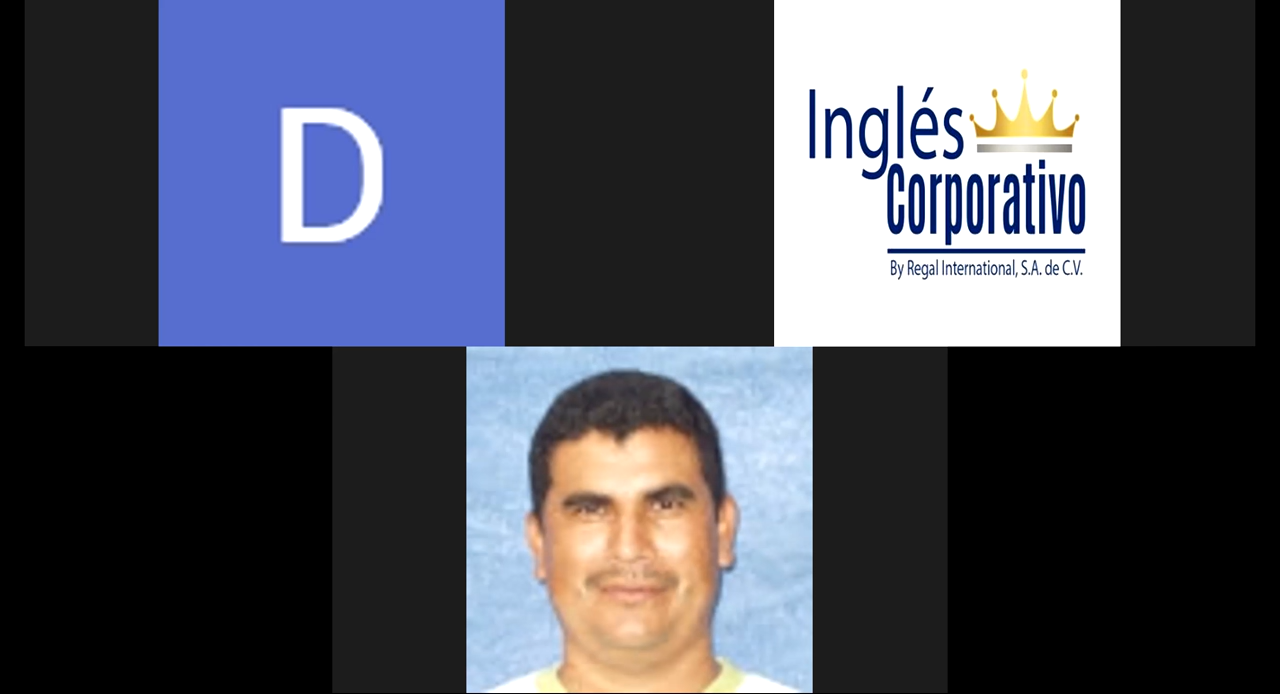 D
Inglés
Corporativo
By Regal International, S.A. de C.V.